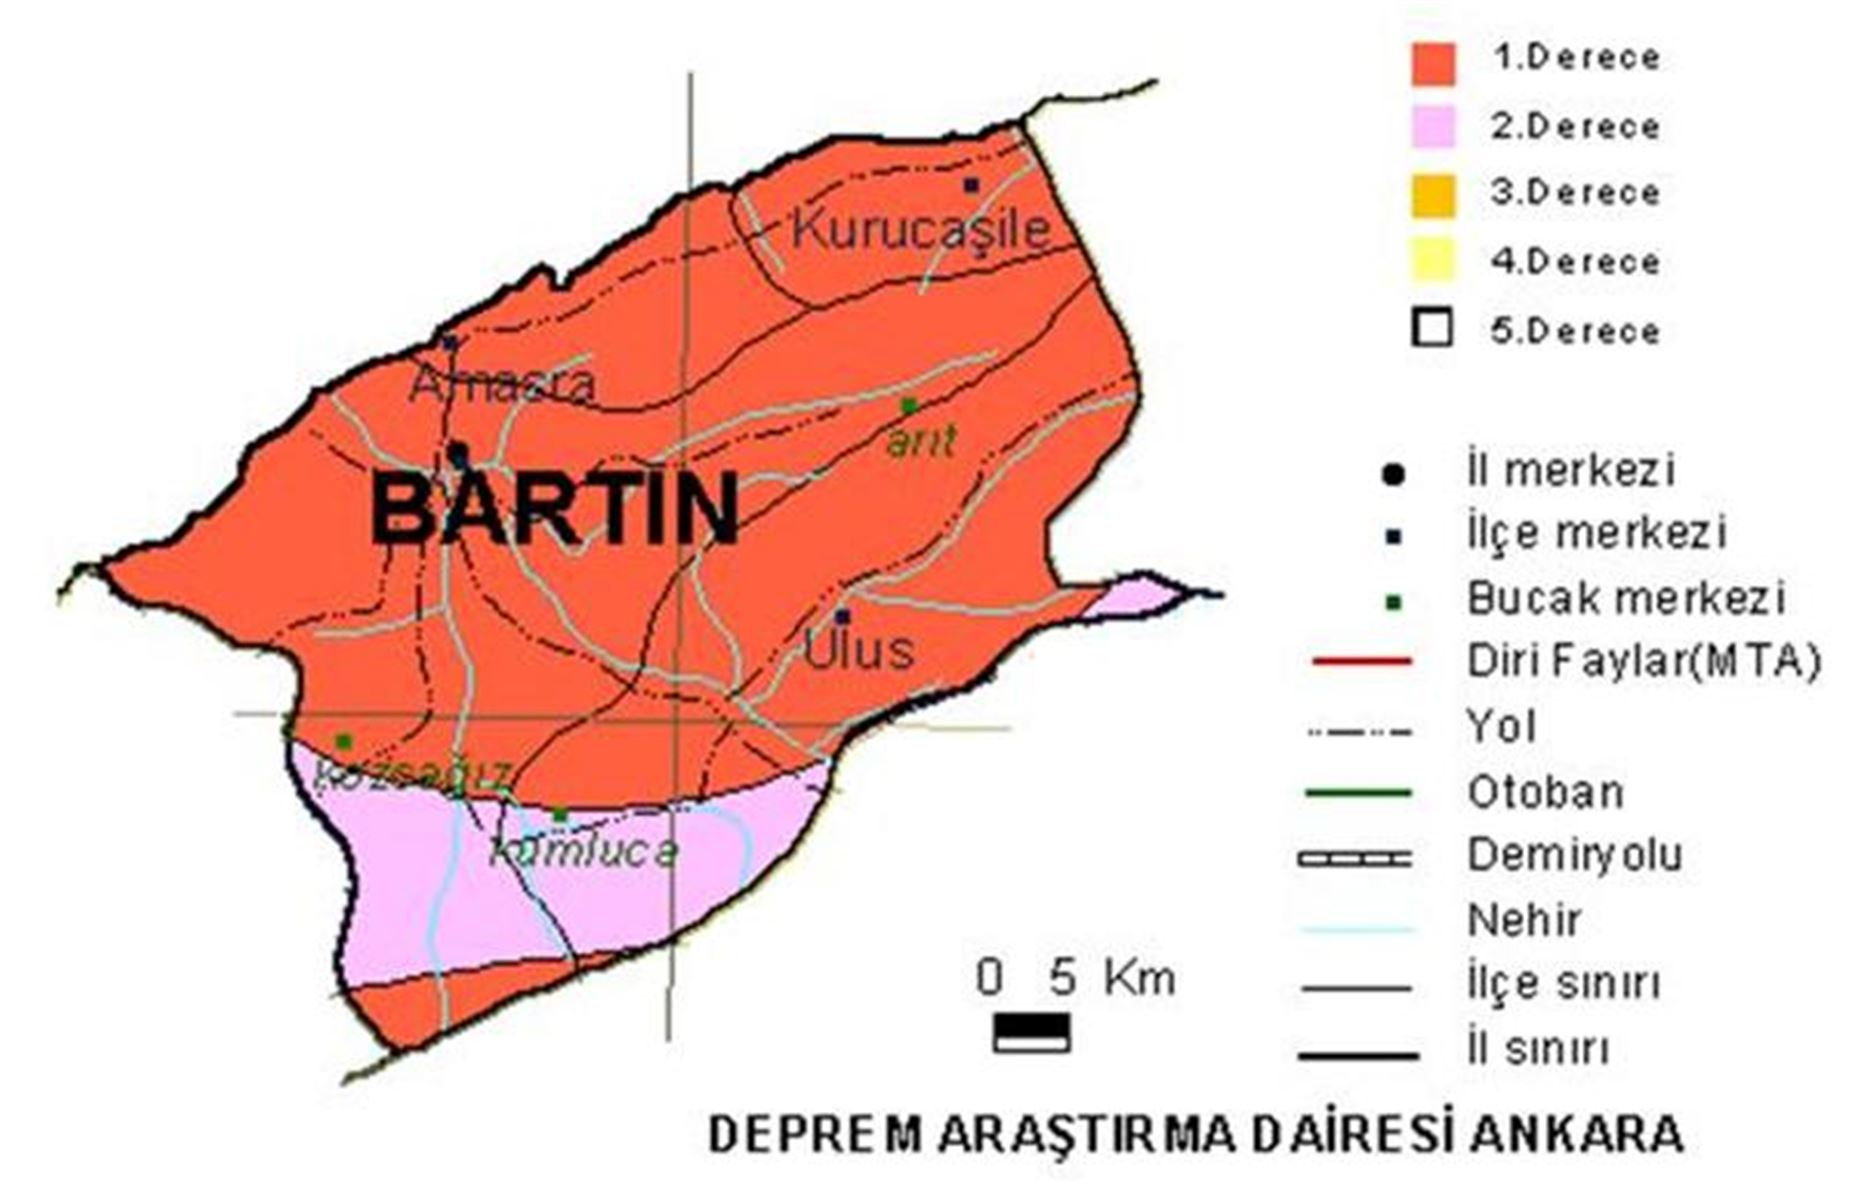 1.Derece
2.Derece
3.Derece
4.Derece
5.Derece
Kurucaşile
Amasra
arıt
BARTIN
Ulus
kozcağız
kumluca
İl merkezi
İlçe merkezi
Bucak merkezi
Diri Faylar(MTA)
Yol
Otoban
Demiryolu
Nehir
İlçe sınırı
İl sınırı
0 5 Km
DEPREM ARAŞTIRMA DAİRESİ ANKARA